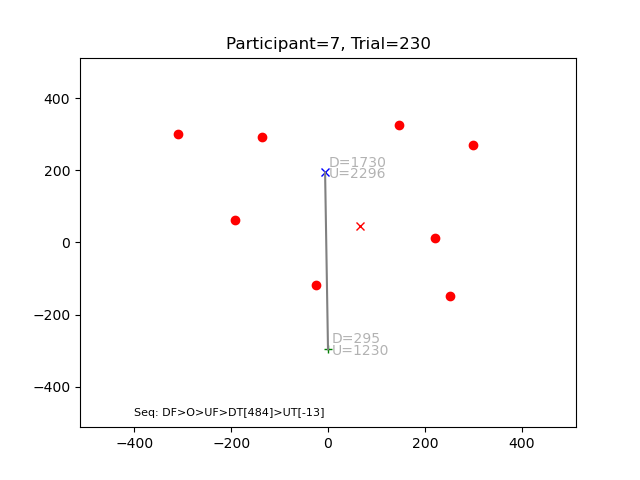 Participant=7, Trial=230
400
200
0
−200
−400
D=1730
U=2296
D=295
U=1230
Seq: DF>O>UF>DT[484]>UT[-13]
−400 −200 0 200 400